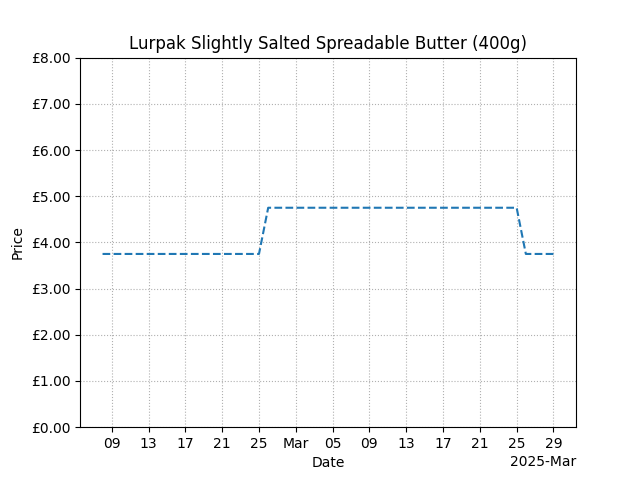 Lurpak Slightly Salted Spreadable Butter (400g)
£8.00
£7.00
£6.00
£5.00
£4.00
£3.00
£2.00
£1.00
£0.00
Price
09 13 17 21 25 Mar 05 09 13 17 21 25 29
Date
2025-Mar